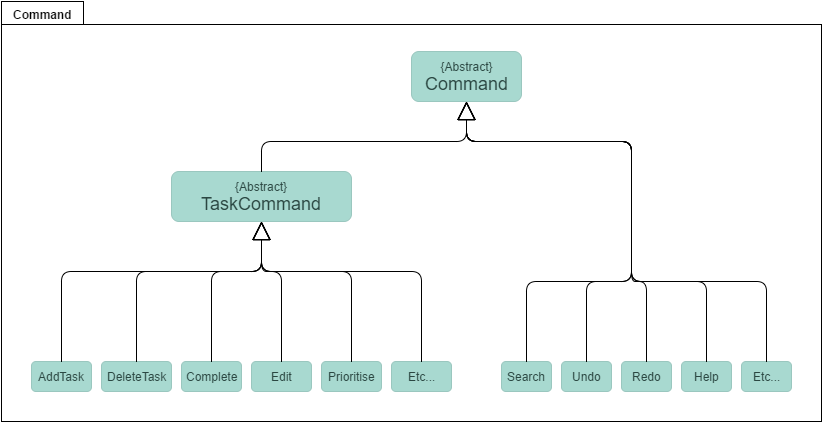 Command
{Abstract}
Command
{Abstract}
TaskCommand
AddTask
DeleteTask
Complete
Edit
Prioritise
Etc...
Search
Undo
Redo
Help
Etc...